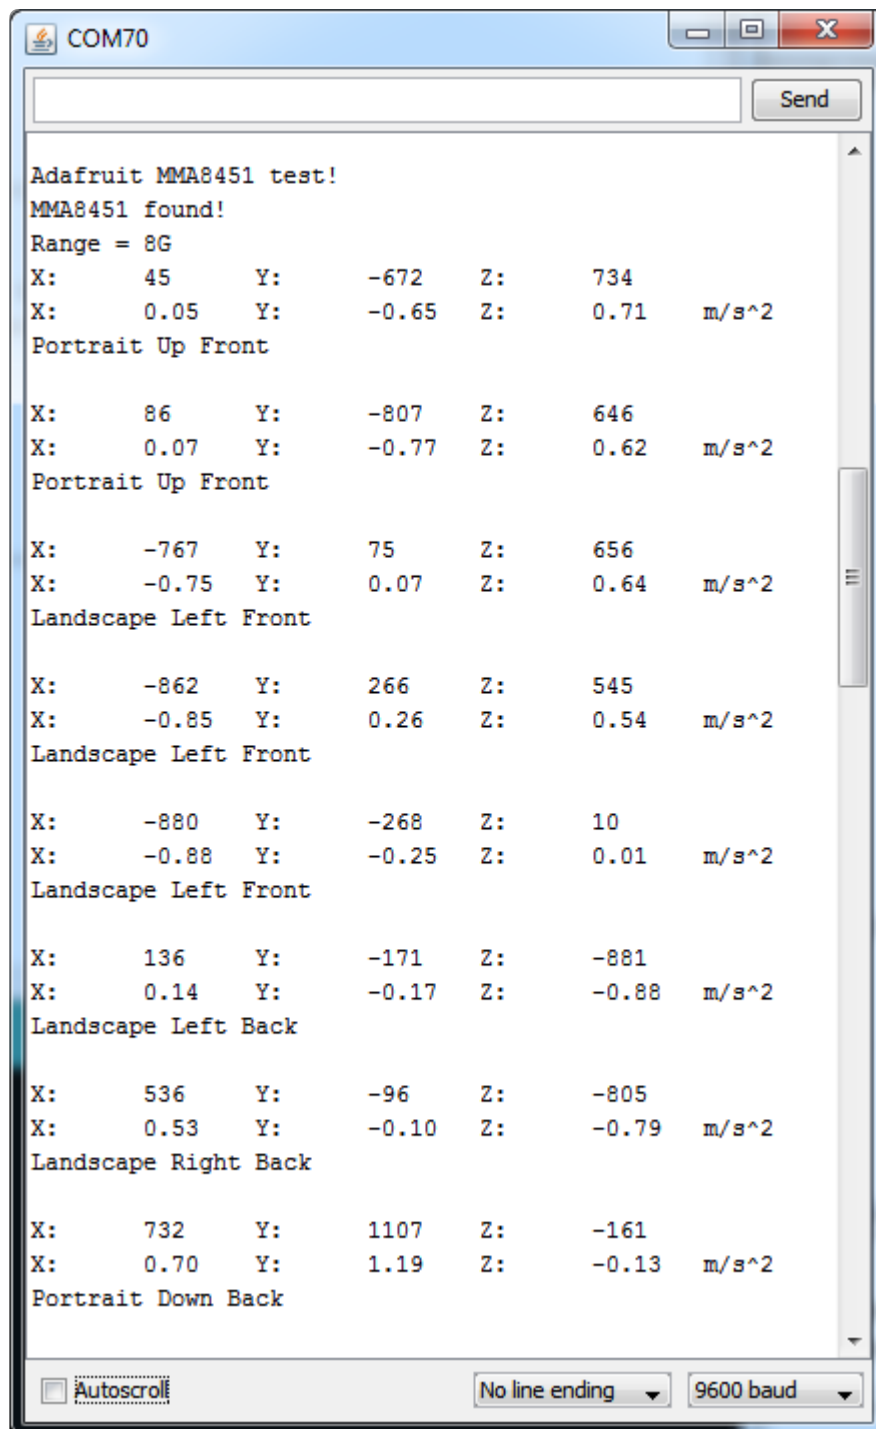 COM70
Send
Adafruit MMA8451 test!
MMA8451 found!
Range = 8G
X: 45 Y: -672 Z: 734
X: 0.05 Y: -0.65 Z: 0.71 m/s^2
Portrait Up Front
X: 86 Y: -807 Z: 646
X: 0.07 Y: -0.77 Z: 0.62 m/s^2
Portrait Up Front
X: -767 Y: 75 Z: 656
X: -0.75 Y: 0.07 Z: 0.64 m/s^2
Landscape Left Front
X: -862 Y: 266 Z: 545
X: -0.85 Y: 0.26 Z: 0.54 m/s^2
Landscape Left Front
X: -880 Y: -268 Z: 10
X: -0.88 Y: -0.25 Z: 0.01 m/s^2
Landscape Left Front
X: 136 Y: -171 Z: -881
X: 0.14 Y: -0.17 Z: -0.88 m/s^2
Landscape Left Back
X: 536 Y: -96 Z: -805
X: 0.53 Y: -0.10 Z: -0.79 m/s^2
Landscape Right Back
X: 732 Y: 1107 Z: -161
X: 0.70 Y: 1.19 Z: -0.13 m/s^2
Portrait Down Back
Autoscroll No line ending 9600 baud